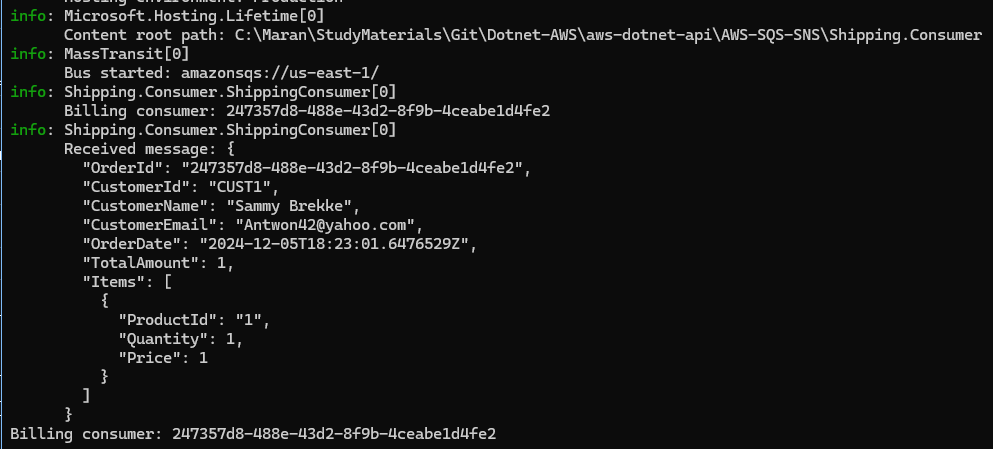 Hosting environment: Production
info: Microsoft.Hosting.Lifetime[0]
      Content root path: C:\Maran\StudyMaterials\Git\Dotnet-AWS\aws-dotnet-api\AWS-SQS-SNS\Shipping.Consumer
info: MassTransit[0]
      Bus started: amazonsqs://us-east-1/
info: Shipping.Consumer.ShippingConsumer[0]
      Billing consumer: 247357d8-488e-43d2-8f9b-4ceabe1d4fe2
info: Shipping.Consumer.ShippingConsumer[0]
      Received message: {
        "OrderId": "247357d8-488e-43d2-8f9b-4ceabe1d4fe2",
        "CustomerId": "CUST1",
        "CustomerName": "Sammy Brekke",
        "CustomerEmail": "Antwon42@yahoo.com",
        "OrderDate": "2024-12-05T18:23:01.6476529Z",
        "TotalAmount": 1,
        "Items": [
          {
            "ProductId": "1",
            "Quantity": 1,
            "Price": 1
          }
        ]
      }
Billing consumer: 247357d8-488e-43d2-8f9b-4ceabe1d4fe2